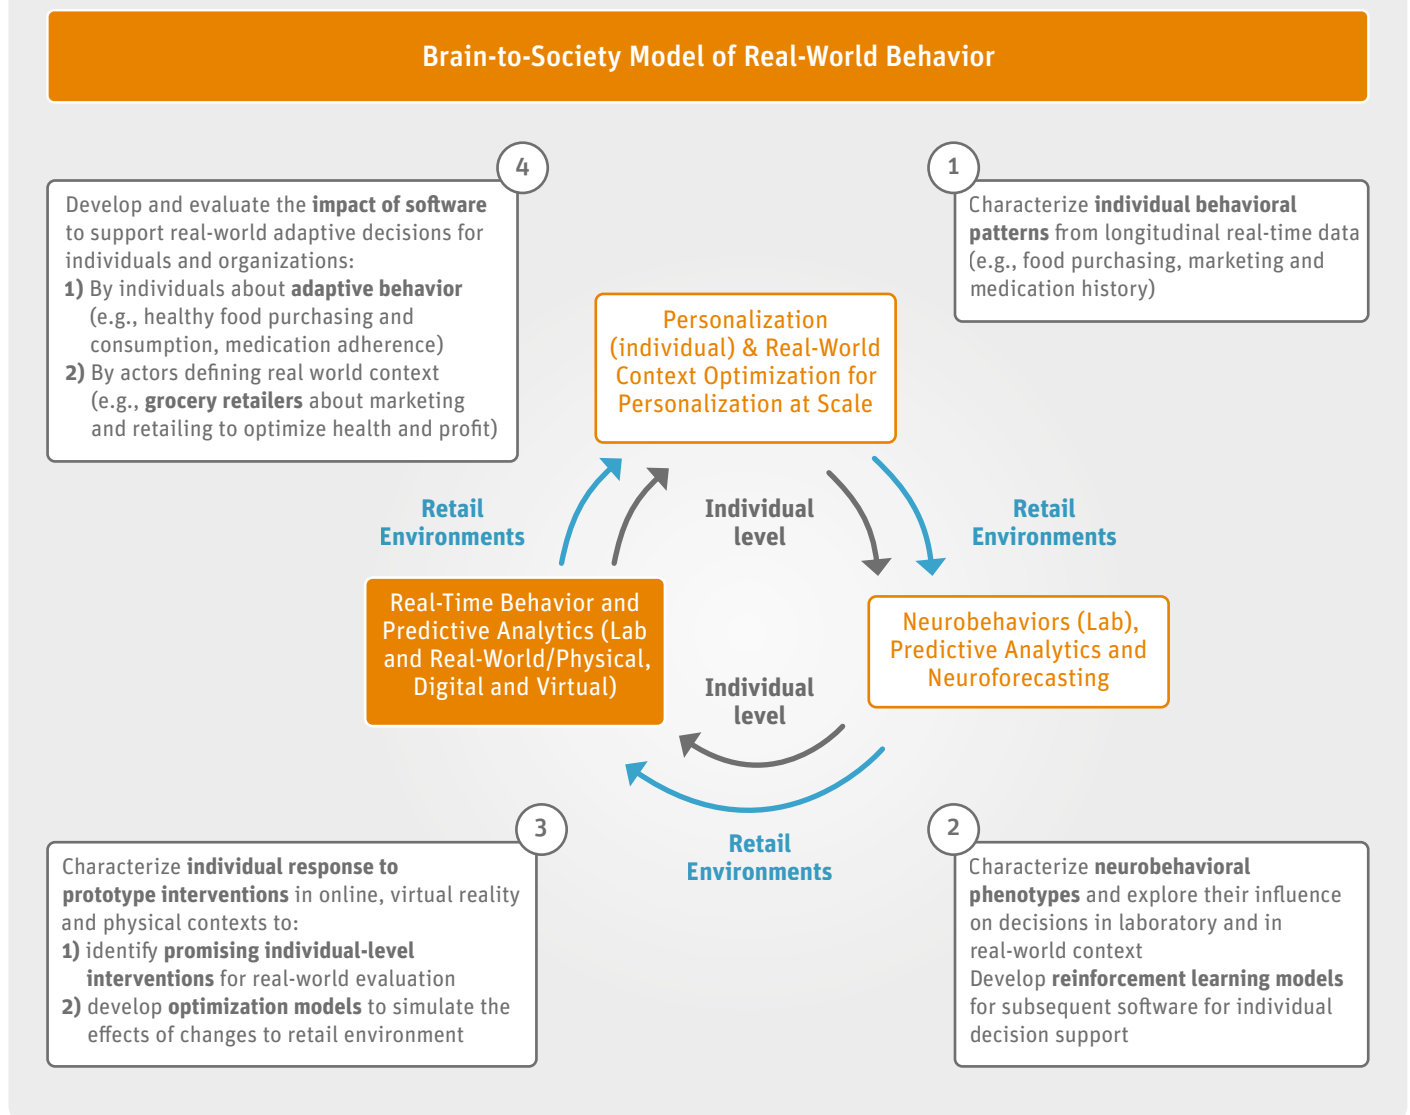 Brain-to-Society Model of Real-World Behavior
4
Develop and evaluate the impact of software
to support real-world adaptive decisions for
individuals and organizations:
1) By individuals about adaptive behavior
(e.g., healthy food purchasing and
consumption, medication adherence)
2) By actors defining real world context
(e.g., grocery retailers about marketing
and retailing to optimize health and profit)
1
Characterize individual behavioral
patterns from longitudinal real-time data
(e.g., food purchasing, marketing and
medication history)
Personalization
(individual) & Real-World
Context Optimization for
Personalization at Scale
Retail
Environments
Individual
level
Retail
Environments
Real-Time Behavior and
Predictive Analytics (Lab
and Real-World/Physical,
Digital and Virtual)
Neurobehaviors (Lab),
Predictive Analytics and
Neuroforecasting
Individual
level
Retail
Environments
3
Characterize individual response to
prototype interventions in online, virtual reality
and physical contexts to:
1) identify promising individual-level
interventions for real-world evaluation
2) develop optimization models to simulate the
effects of changes to retail environment
2
Characterize neurobehavioral
phenotypes and explore their influence
on decisions in laboratory and in
real-world context
Develop reinforcement learning models
for subsequent software for individual
decision support